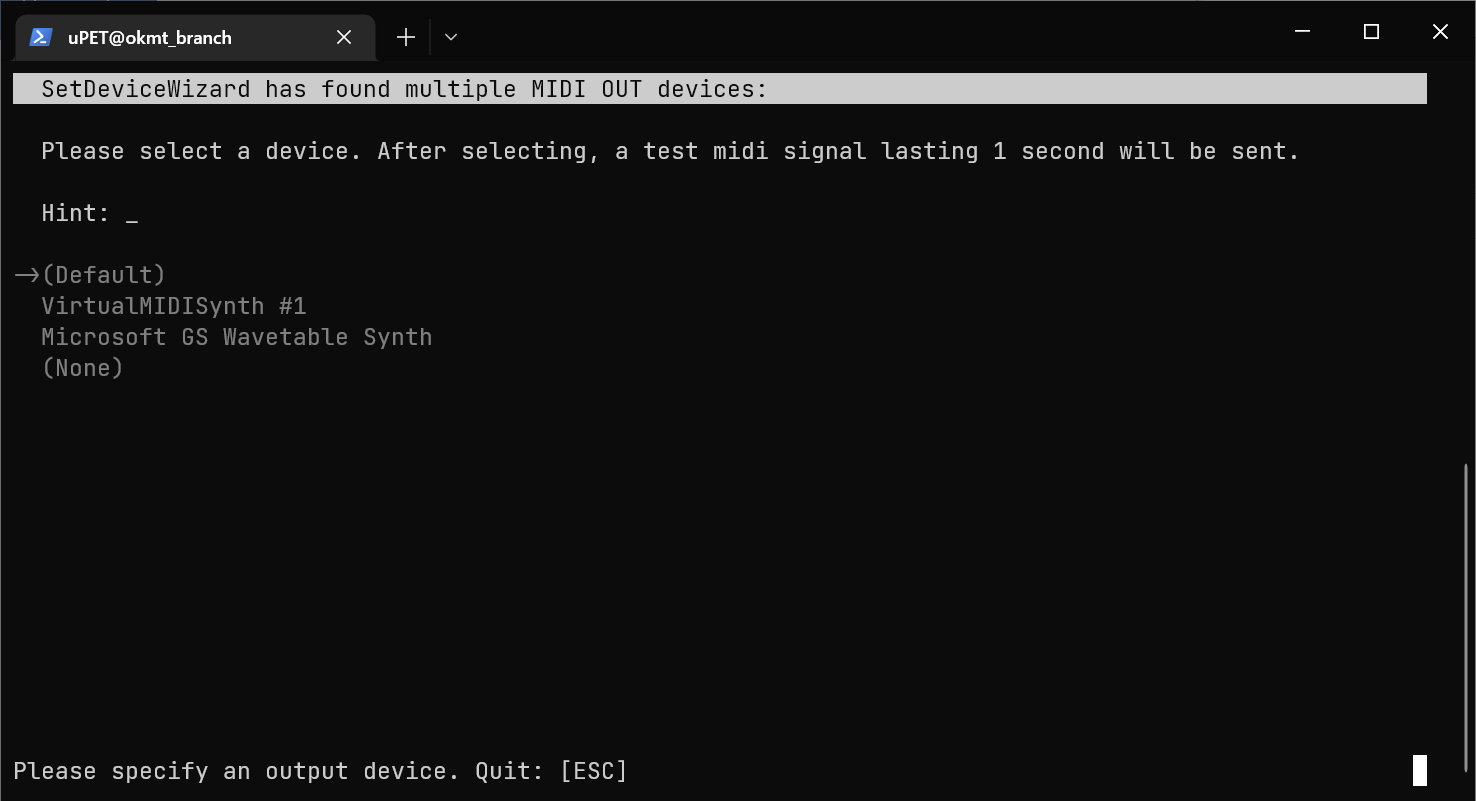 uPET@okmt_branch
SetDeviceWizard has found multiple MIDI OUT devices:
Please select a device. After selecting, a test midi signal lasting 1 second will be sent.
Hint: _
-->(Default)
VirtualMIDISynth #1
Microsoft GS Wavetable Synth
(None)
Please specify an output device. Quit: [ESC]